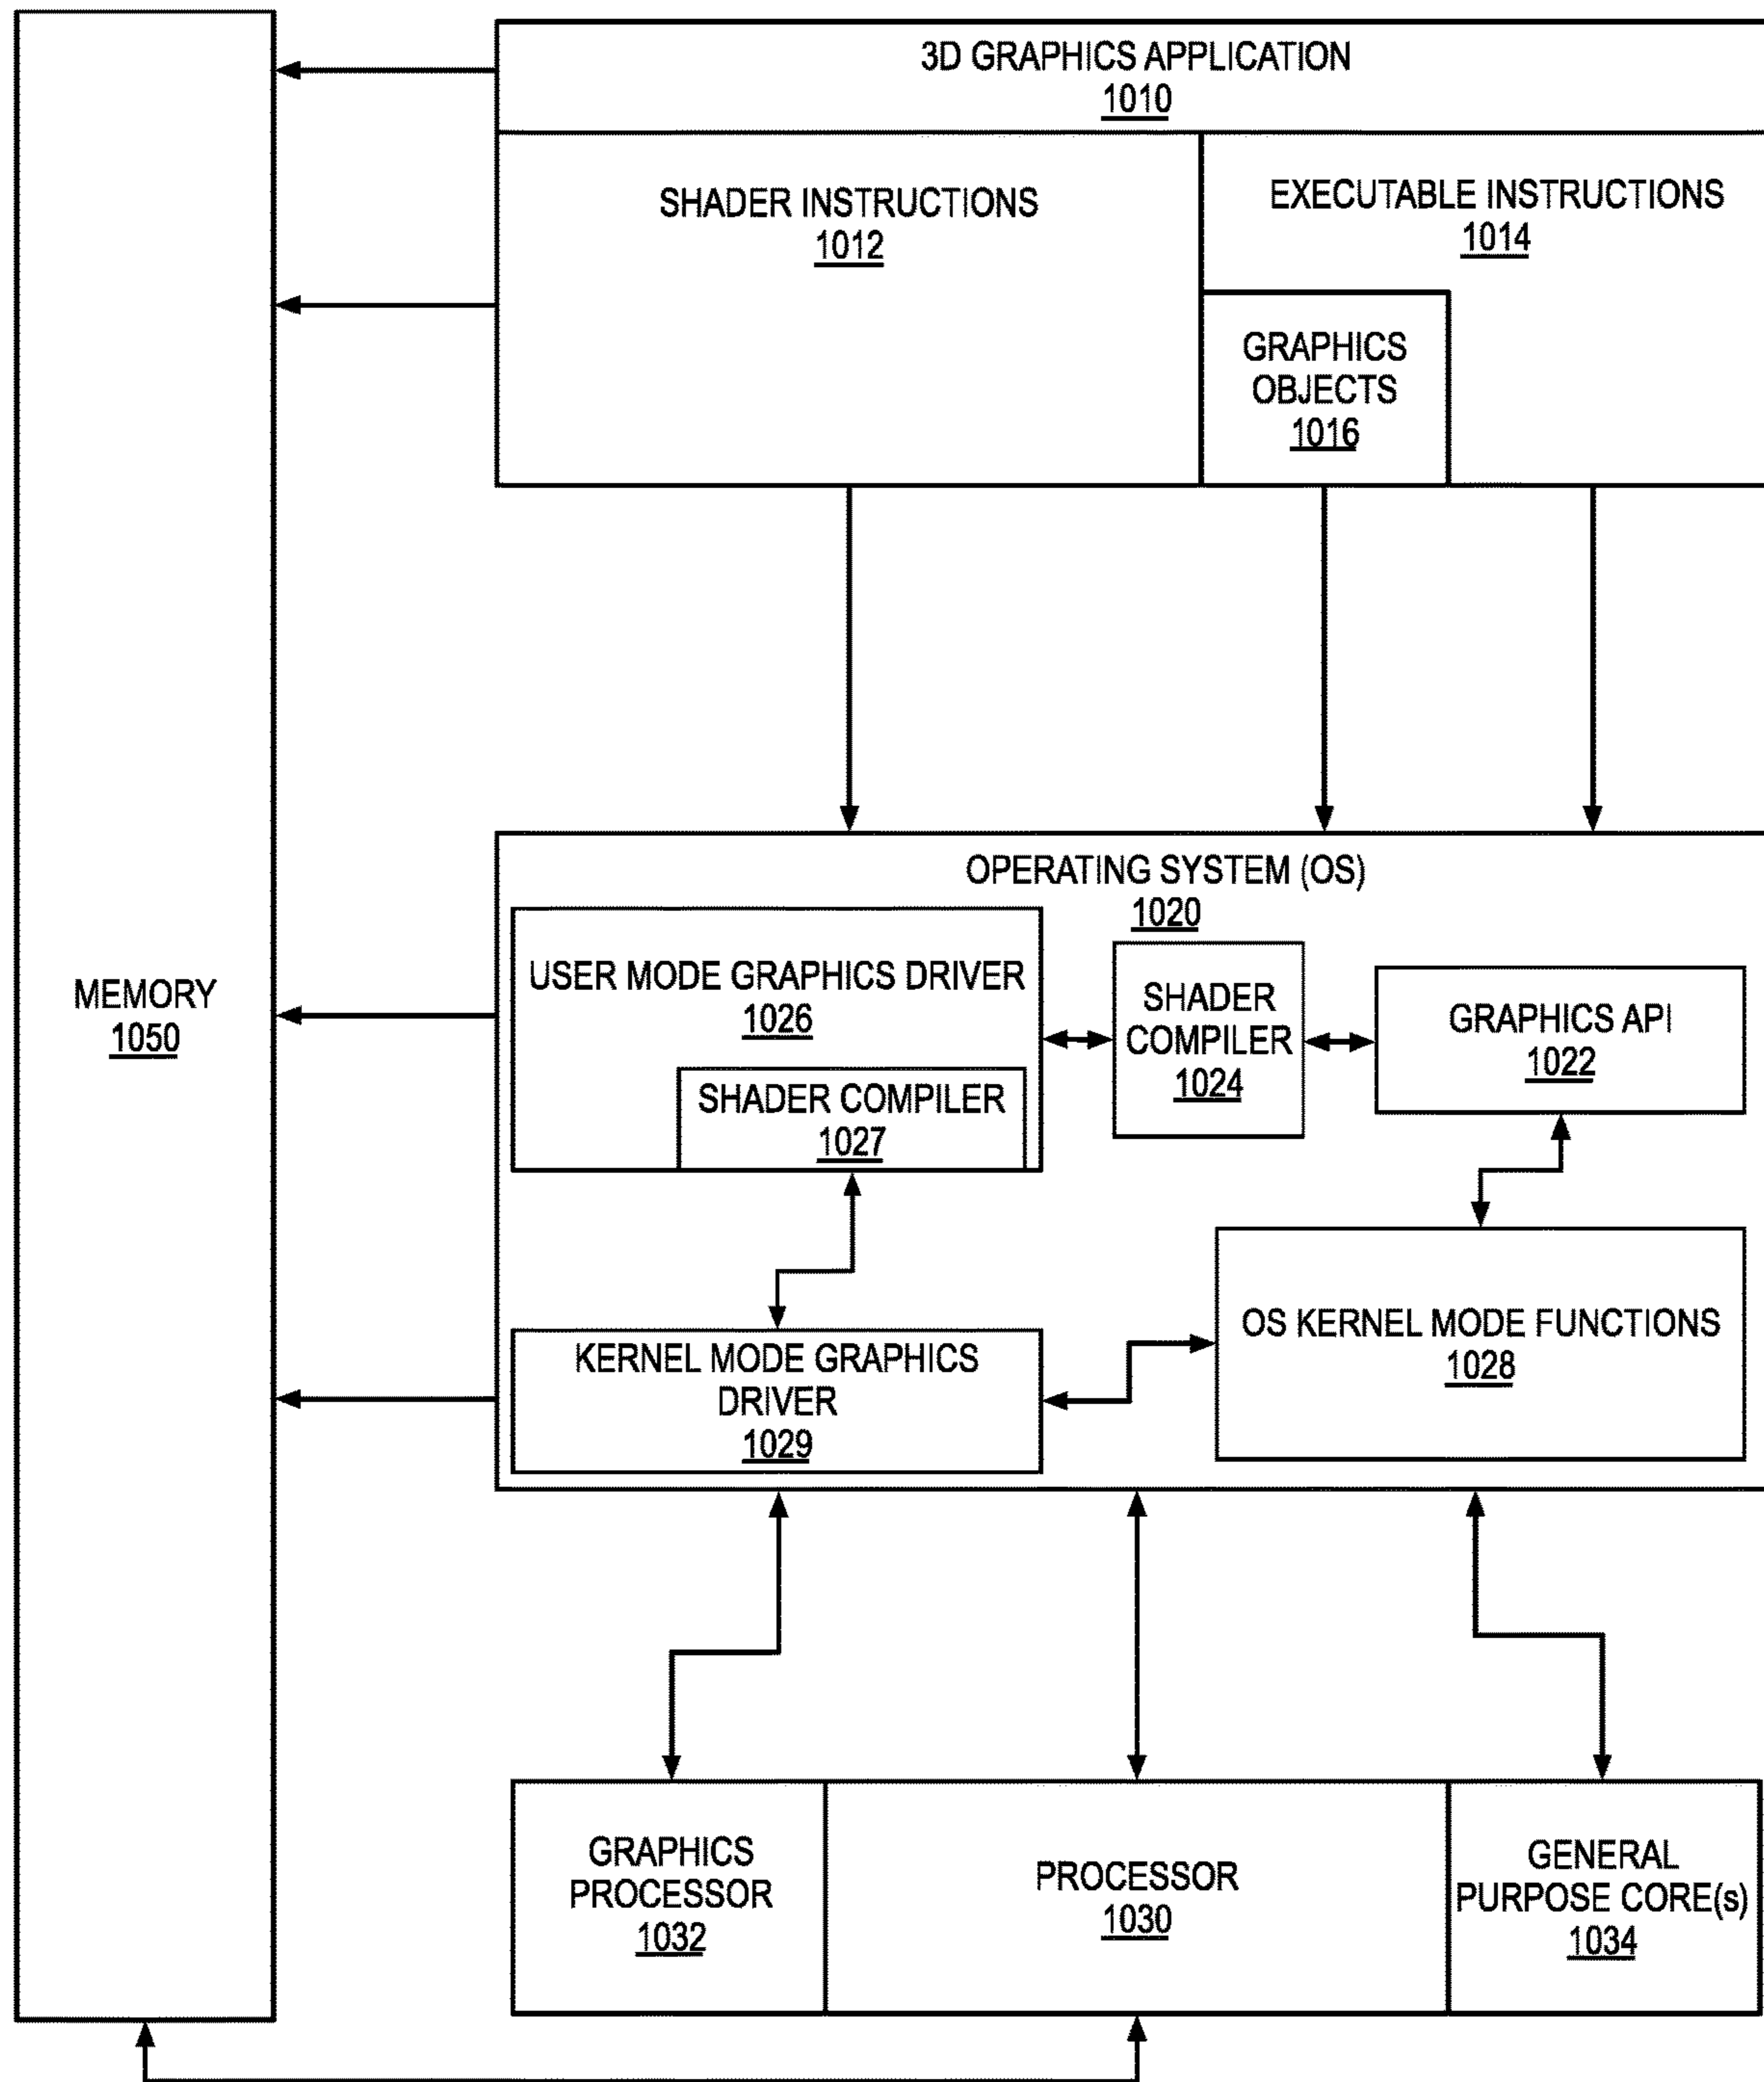 3D GRAPHICS APPLICATION
1010
SHADER INSTRUCTIONS
1012
EXECUTABLE INSTRUCTIONS
1014
GRAPHICS
OBJECTS
1016
MEMORY
1050
OPERATING SYSTEM (OS)
1020
USER MODE GRAPHICS DRIVER
1026
SHADER COMPILER
1027
SHADER
COMPILER
1024
GRAPHICS API
1022
KERNEL MODE GRAPHICS
DRIVER
1029
OS KERNEL MODE FUNCTIONS
1028
GRAPHICS
PROCESSOR
1032
PROCESSOR
1030
GENERAL
PURPOSE CORE(s)
1034